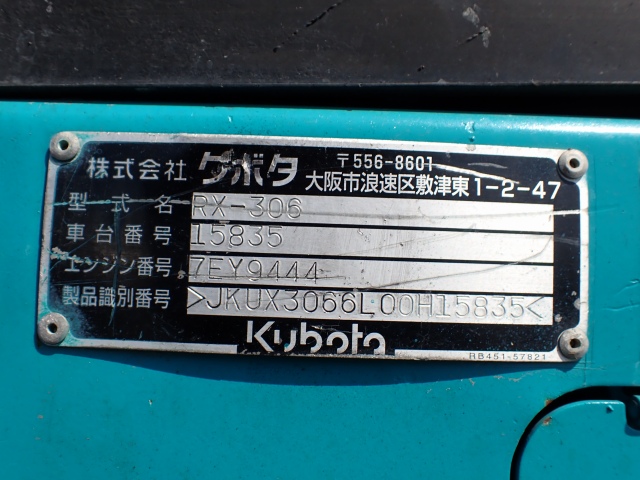 株式会社 クボタ 〒556-8601
大阪市浪速区敷津東1-2-47
型式名 RX-306
車台番号 15835
エンジン番号 7EY9444
製品識別番号 >JKUX3066L00H15835<
Kubota
RB451-57821